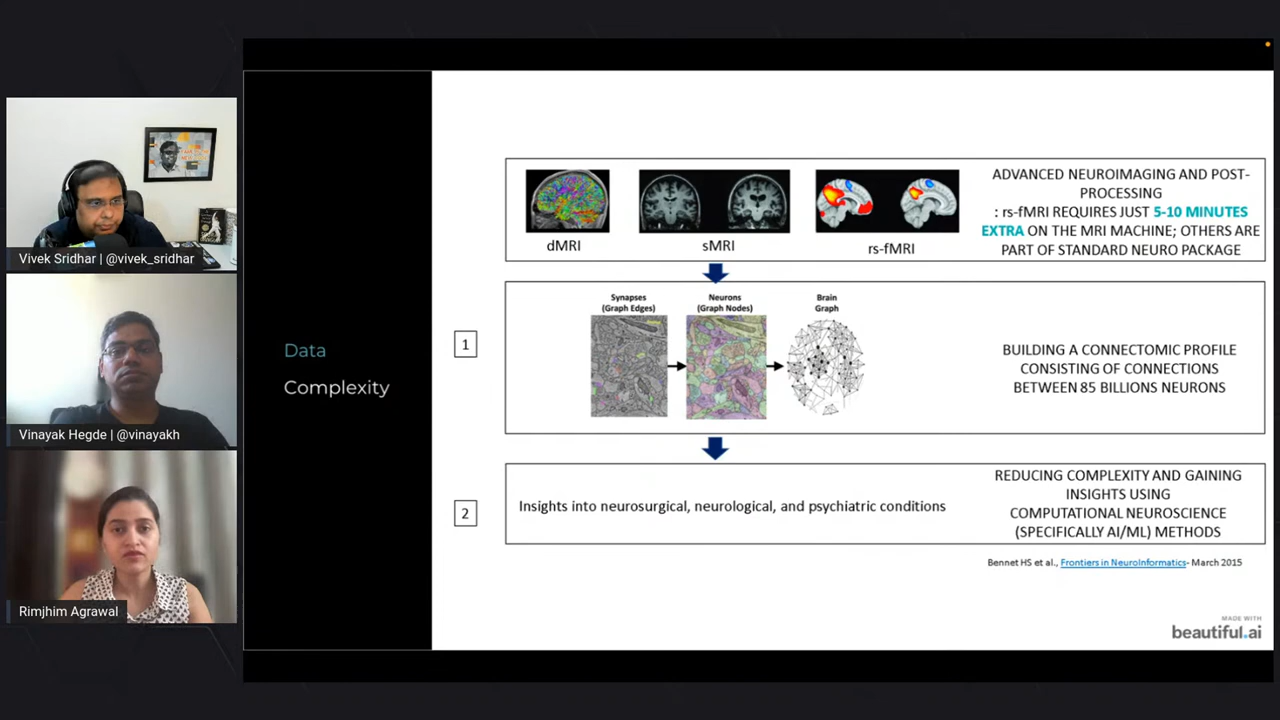 Vivek Sridhar | @vivek_sridhar
Vinayak Hegde | @vinayakh
Rimjhim Agrawal
Data
Complexity
dMRI
sMRI
rs-fMRI
ADVANCED NEUROIMAGING AND POST-
PROCESSING
: rs-fMRI REQUIRES JUST 5-10 MINUTES
EXTRA ON THE MRI MACHINE; OTHERS ARE
PART OF STANDARD NEURO PACKAGE
1
Synapses
(Graph Edges)
Neurons
(Graph Nodes)
Brain
Graph
BUILDING A CONNECTOMIC PROFILE
CONSISTING OF CONNECTIONS
BETWEEN 85 BILLIONS NEURONS
2
Insights into neurosurgical, neurological, and psychiatric conditions
REDUCING COMPLEXITY AND GAINING
INSIGHTS USING
COMPUTATIONAL NEUROSCIENCE
(SPECIFICALLY AI/ML) METHODS
Bennet HS et al., Frontiers in NeuroInformatics- March 2015
MADE WITH
beautiful.ai